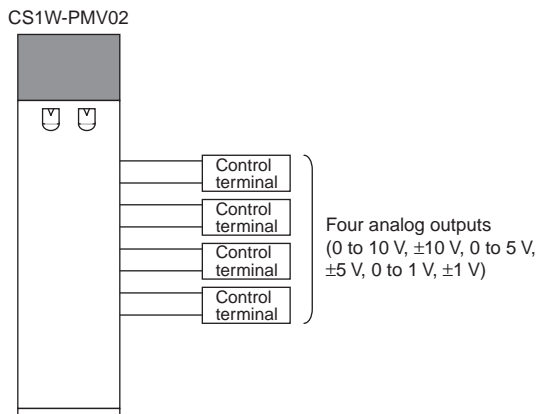 CS1W-PMV02
Control
terminal
Control
terminal
Control
terminal
Control
terminal
Four analog outputs
(0 to 10 V, ±10 V, 0 to 5 V,
±5 V, 0 to 1 V, ±1 V)